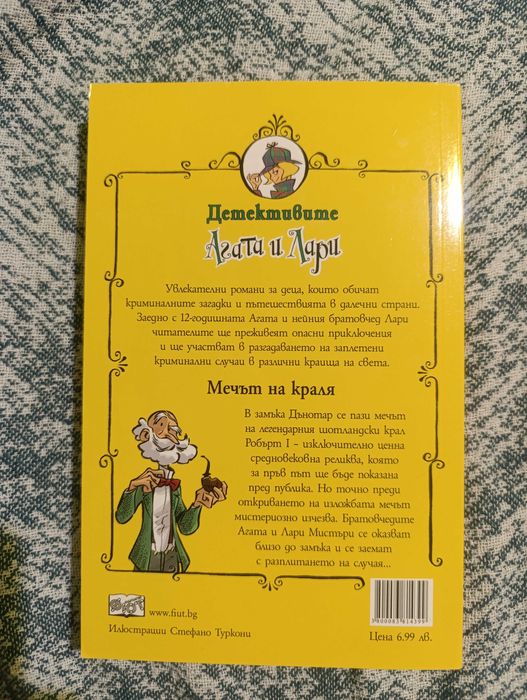 Детективите
Агата и Лари
Увлекателни романи за деца, които обичат
криминалните загадки и пътешествията в далечни страни.
Заедно с 12-годишната Агата и нейния братовчед Лари
читателите ще преживеят опасни приключения
и ще участват в разгадаването на заплетени
криминални случаи в различни краища на света.
Мечът на краля
В замъка Дънотар се пази мечът
на легендарния шотландски крал
Робърт I – изключително ценна
средновековна реликва, която
за пръв път ще бъде показана
пред публика. Но точно преди
откриването на изложбата мечът
мистериозно изчезва. Братовчедите
Агата и Лари Мистъри се оказват
близо до замъка и се заемат
с разплитането на случая...
www.fiut.bg
Илюстрации Стефано Туркони
3800083814399
Цена 6.99 лв.